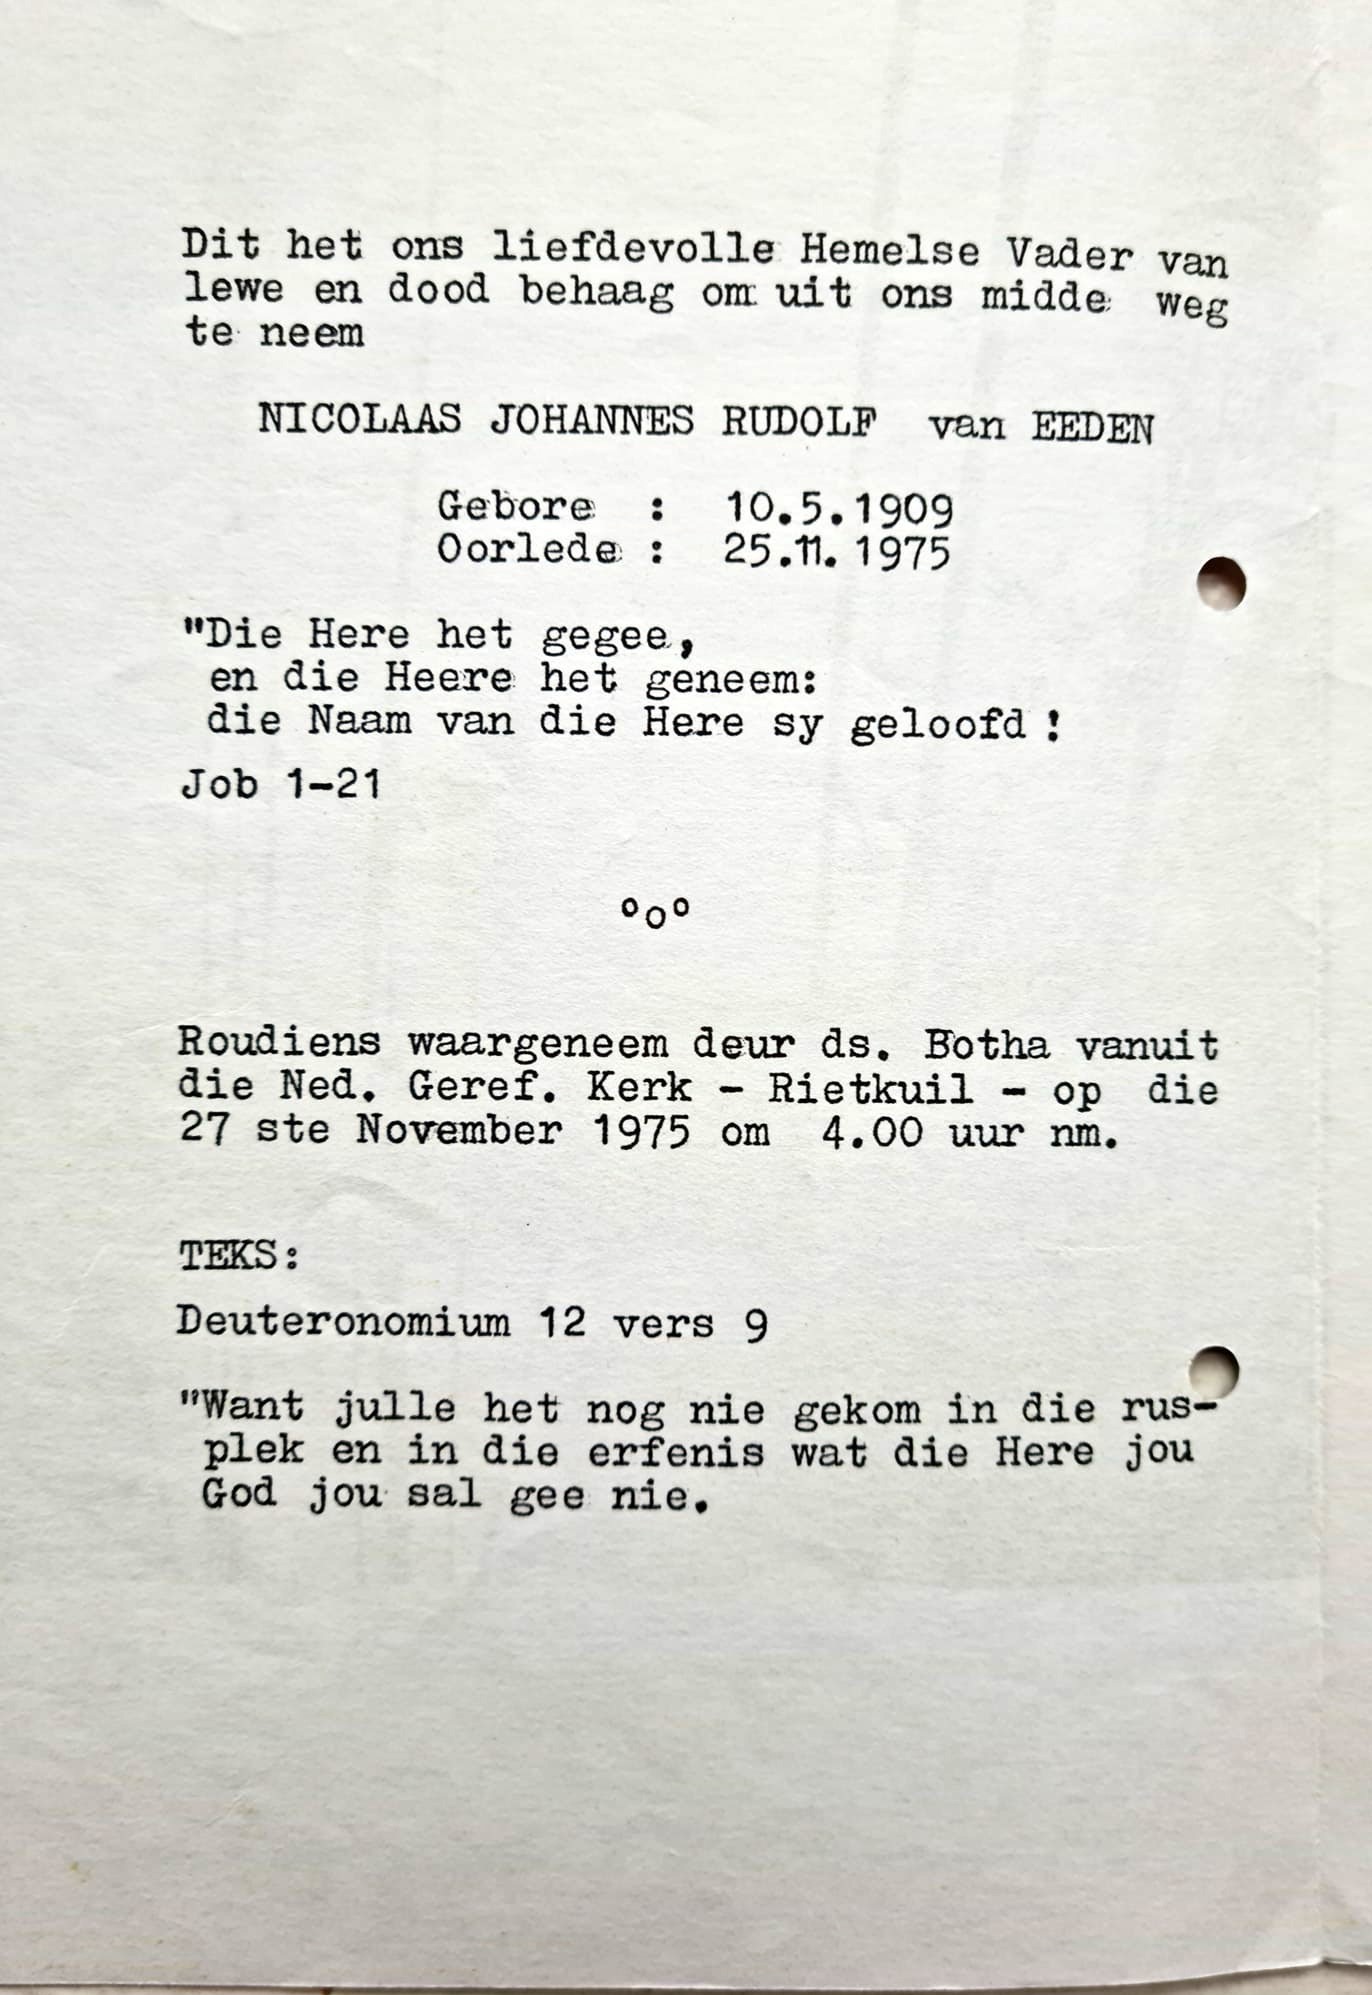 Dit het ons liefdevolle Hemelse Vader van
lewe en dood behaag om uit ons midde weg
te neem
NICOLAAS JOHANNES RUDOLF van EEDEN
Gebore : 10.5.1909
Oorlede : 25.11.1975
"Die Here het gegee,
en die Heere het geneem:
die Naam van die Here sy geloofd !
Job 1-21
ooo
Roudiens waargeneem deur ds. Botha vanuit
die Ned. Geref. Kerk - Rietkuil - op die
27 ste November 1975 om 4.00 uur nm.
TEKS:
Deuteronomium 12 vers 9
"Want julle het nog nie gekom in die rus-
plek en in die erfenis wat die Here jou
God jou sal gee nie.